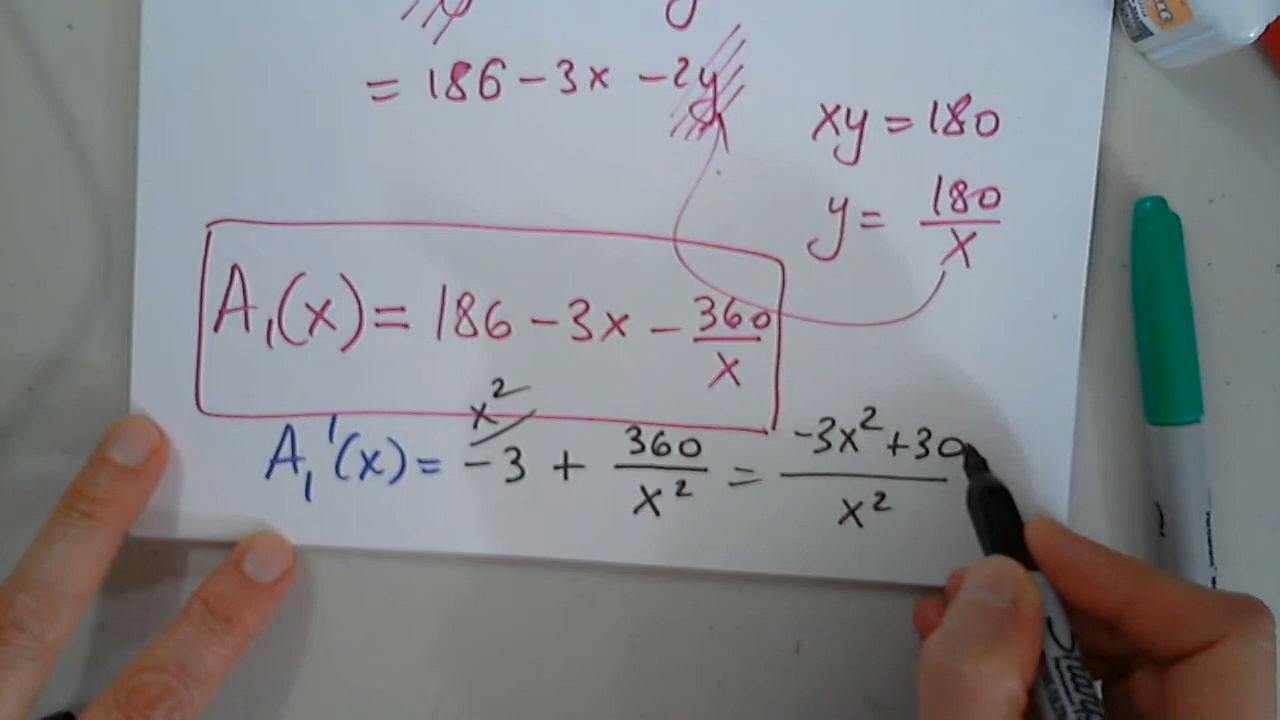 = 186 - 3x - 2y
xy = 180
y = 180/x
A₁(x) = 186 - 3x - 360/x
x²
A₁'(x) = -3 + 360/x² = -3x²+30/x²